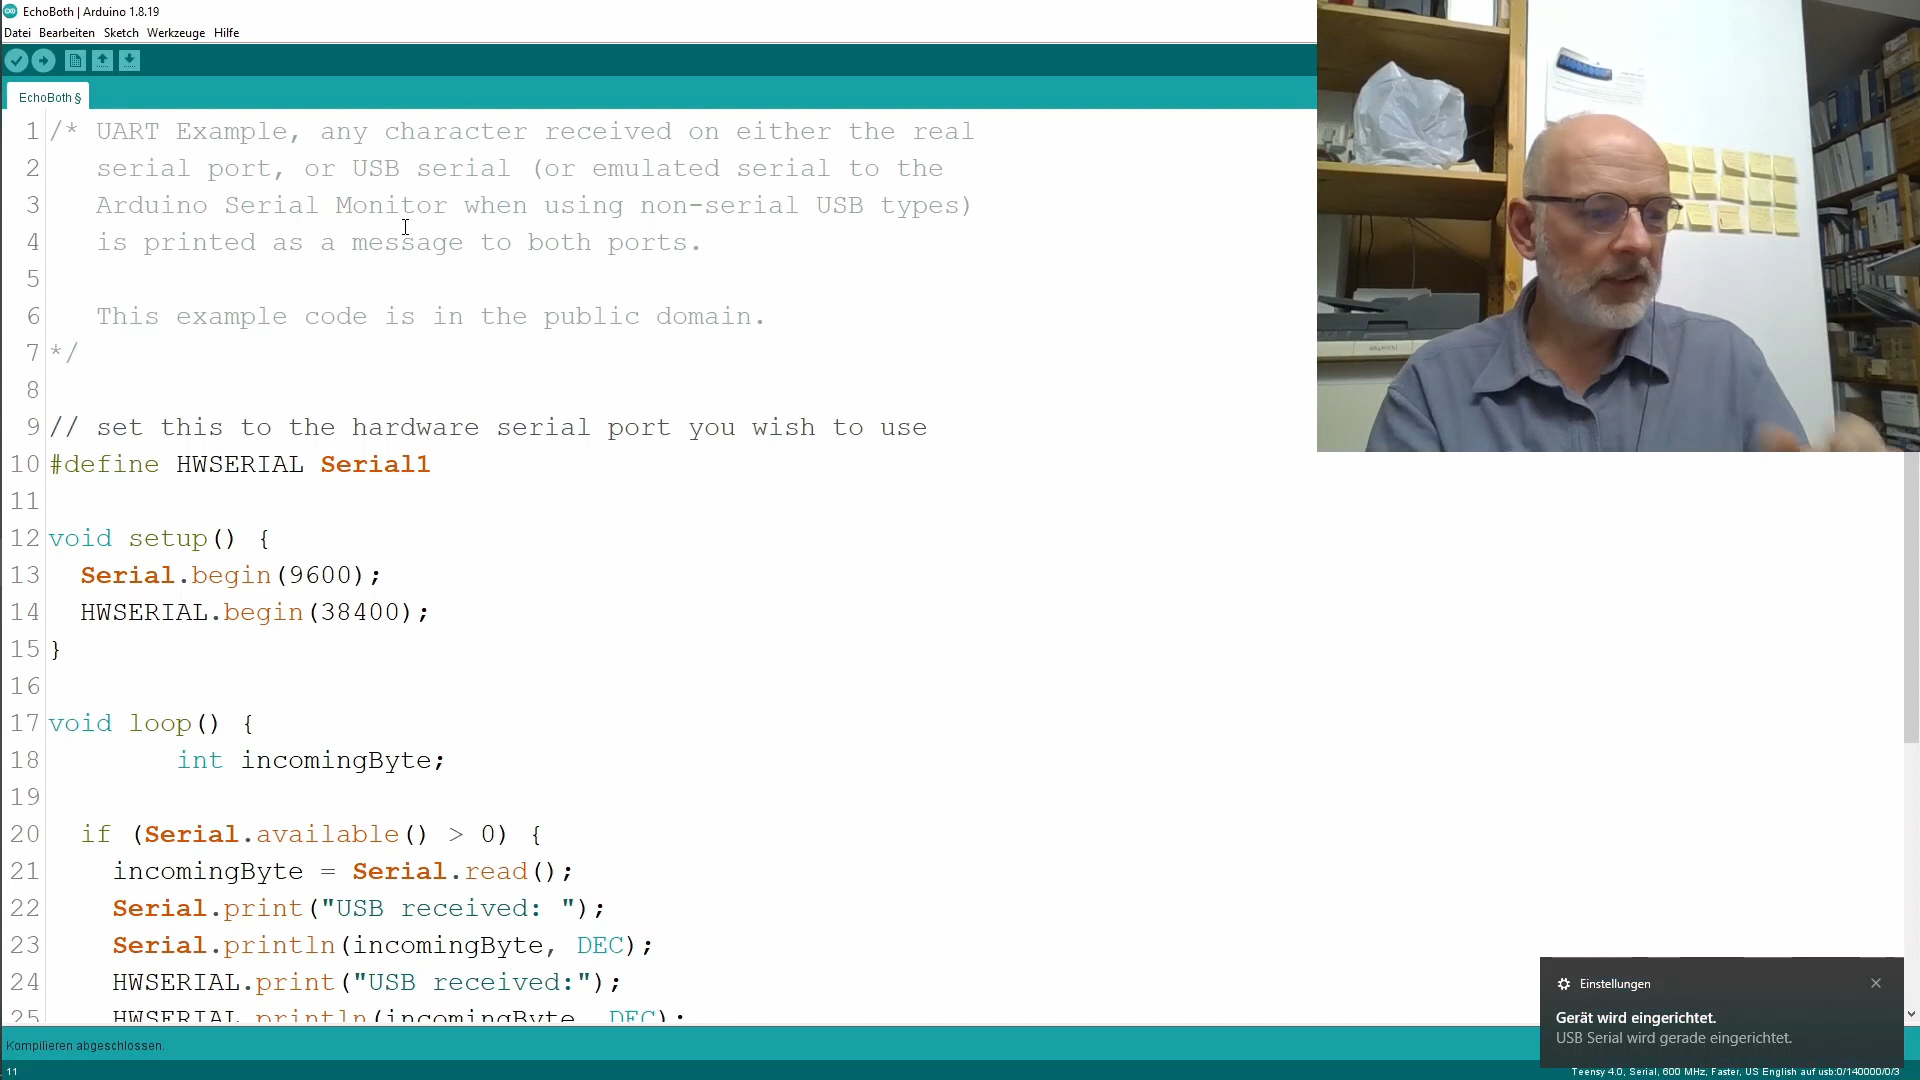 EchoBoth | Arduino 1.8.19
Datei Bearbeiten Sketch Werkzeuge Hilfe
EchoBoth §
1 /* UART Example, any character received on either the real
2 serial port, or USB serial (or emulated serial to the
3 Arduino Serial Monitor when using non-serial USB types)
4 is printed as a message to both ports.
5
6 This example code is in the public domain.
7 */
8
9 // set this to the hardware serial port you wish to use
10 #define HWSERIAL Serial1
11
12 void setup() {
13 Serial.begin(9600);
14 HWSERIAL.begin(38400);
15 }
16
17 void loop() {
18 int incomingByte;
19
20 if (Serial.available() > 0) {
21 incomingByte = Serial.read();
22 Serial.print("USB received: ");
23 Serial.println(incomingByte, DEC);
24 HWSERIAL.print("USB received:");
25 HWSERIAL.println(incomingByte, DEC);
Einstellungen
Gerät wird eingerichtet.
USB Serial wird gerade eingerichtet.
Kompilieren abgeschlossen.
11
Teensy 4.0, Serial, 600 MHz, Faster, US English auf usb:0/140000/0/3